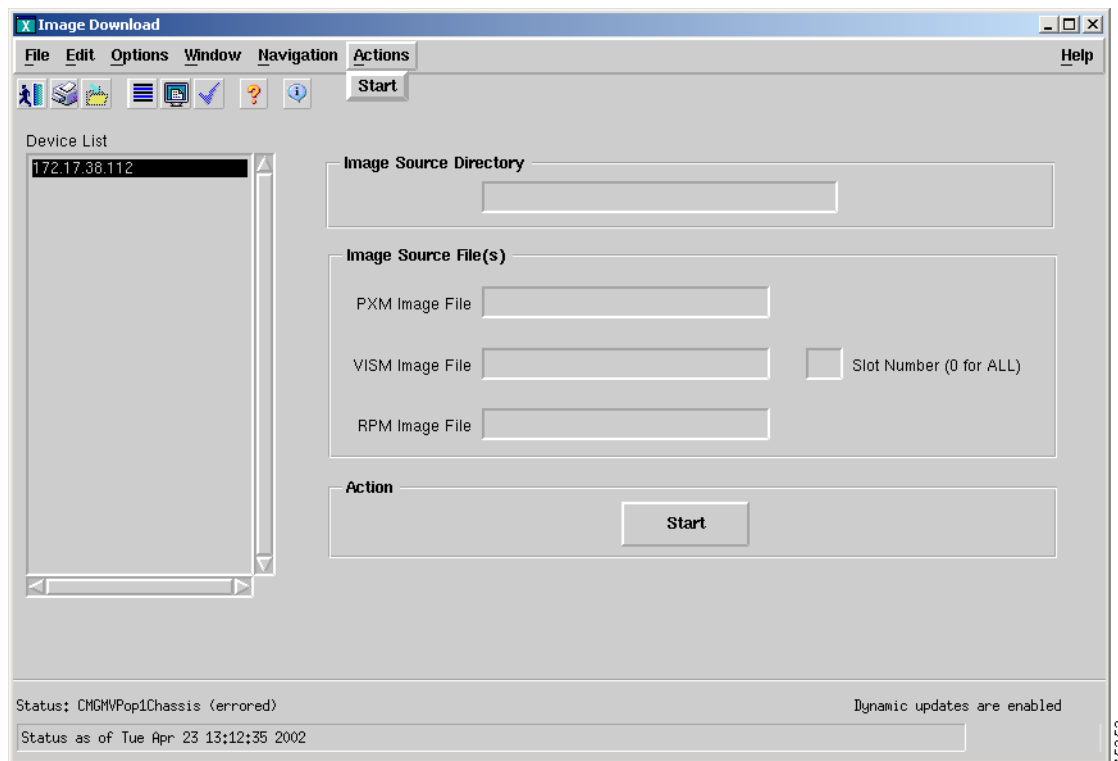 Image Download
File Edit Options Window Navigation Actions Help
Start
Device List
172.17.38.112
Image Source Directory
Image Source File(s)
PXM Image File
VISM Image File
Slot Number (0 for ALL)
RPM Image File
Action
Start
Status: CMGMVPop1Chassis (errored)
Dynamic updates are enabled
Status as of Tue Apr 23 13:12:35 2002